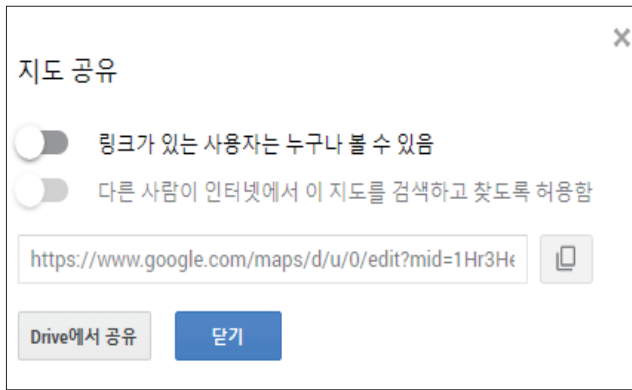 지도 공유
링크가 있는 사용자는 누구나 볼 수 있음
다른 사람이 인터넷에서 이 지도를 검색하고 찾도록 허용함
https://www.google.com/maps/d/u/0/edit?mid=1Hr3He
Drive에서 공유
닫기